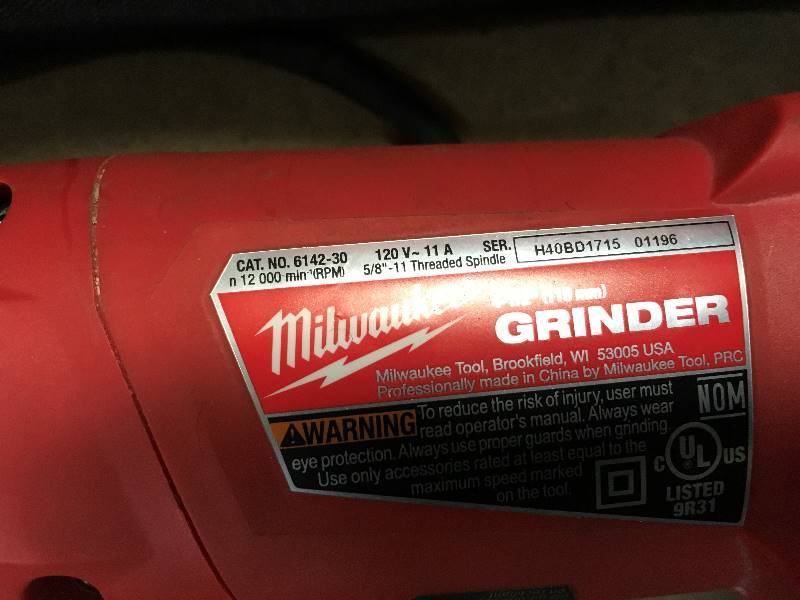 CAT. NO. 6142-30 120 V~ 11 A SER. H40BD1715 01196
n 12 000 min⁻¹(RPM) 5/8"-11 Threaded Spindle
Milwaukee
GRINDER
Milwaukee Tool, Brookfield, WI 53005 USA
Professionally made in China by Milwaukee Tool, PRC
WARNING To reduce the risk of injury, user must
read operator's manual. Always wear
eye protection. Always use proper guards when grinding.
Use only accessories rated at least equal to the
maximum speed marked
on the tool.
NOM
C UL US
LISTED
9R31